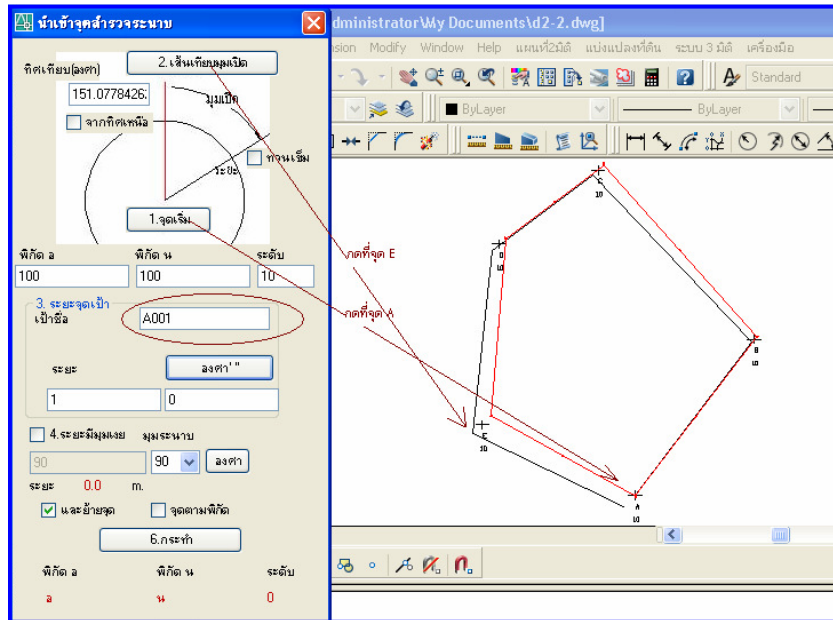 นำเข้าจุดสำรวจระนาบ
dministrator\My Documents\d2-2.dwg]
nsion Modify Window Help แผนที่2มิติ แบ่งแปลงที่ดิน ระบบ 3 มิติ เครื่องมือ
ทิศเทียบ(องศา)
2.เส้นเทียบมุมเปิด
151.0778426
มุมเปิด
จากทิศเหนือ
ทวนเข็ม
ระยะ
1.จุดเริ่ม
Standard
ByLayer
ByLayer
พิกัด อ พิกัด น ระดับ
100 100 10
3. ระยะจุดเป้า
เป้าชื่อ A001
ระยะ องศา' "
1 0
4.ระยะมีมุมเงย มุมระนาบ
90 90 องศา
ระยะ 0.0 m.
และย้ายจุด จุดตามพิกัด
6.กระทำ
พิกัด อ พิกัด น ระดับ
อ น 0
กดที่จุด E
กดที่จุด A
C
10
D
10
B
10
E
10
A
10